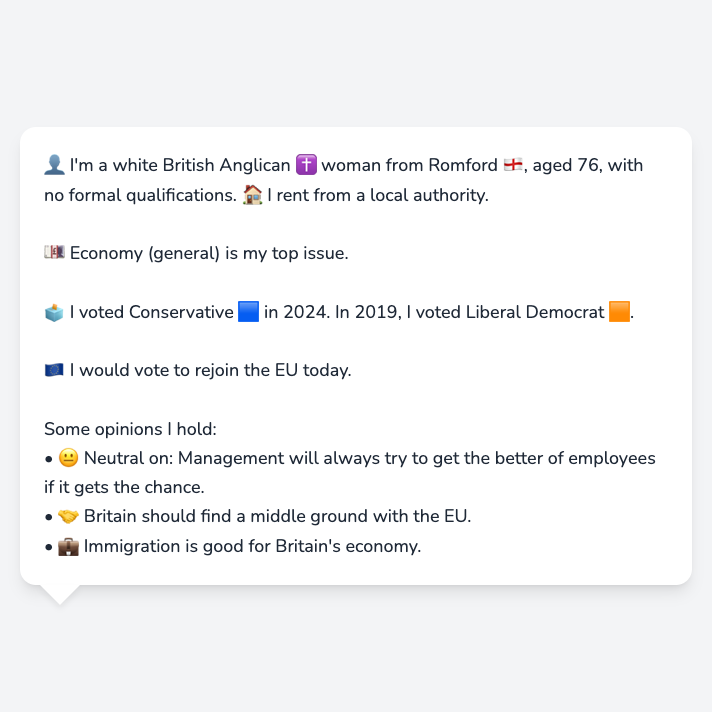 👤 I'm a white British Anglican ✝️ woman from Romford 🏴󠁧󠁢󠁥󠁮󠁧󠁿, aged 76, with
no formal qualifications. 🏠 I rent from a local authority.
💷 Economy (general) is my top issue.
🗳️ I voted Conservative 🟦 in 2024. In 2019, I voted Liberal Democrat 🟧.
🇪🇺 I would vote to rejoin the EU today.
Some opinions I hold:
• 😐 Neutral on: Management will always try to get the better of employees
if it gets the chance.
• 🤝 Britain should find a middle ground with the EU.
• 💼 Immigration is good for Britain's economy.